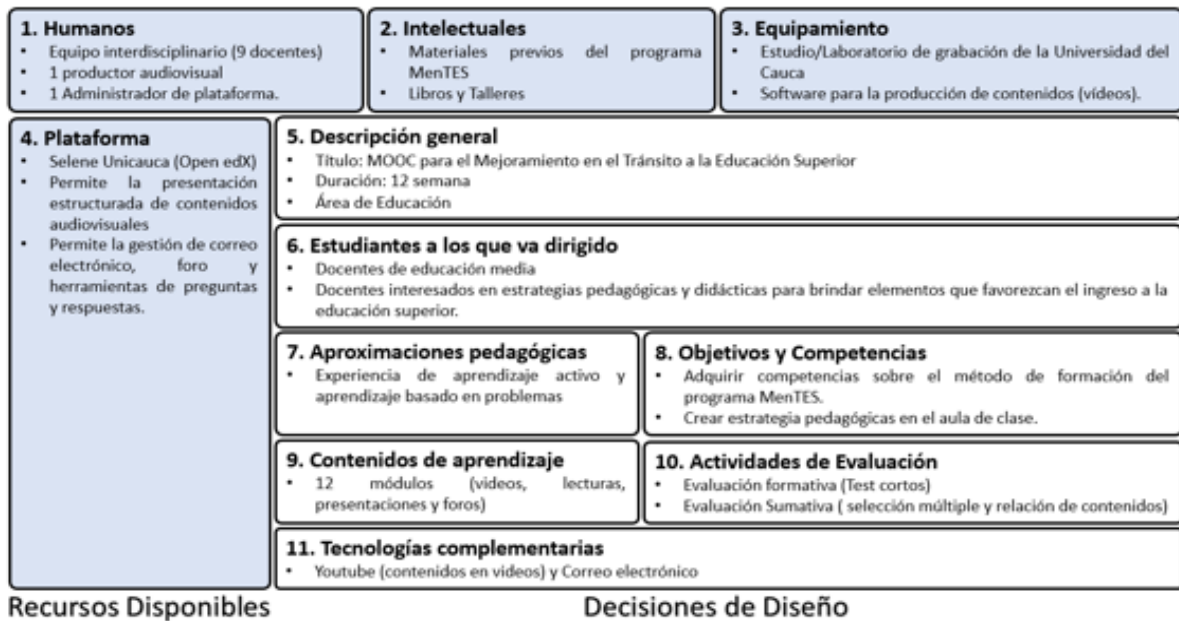 1. Humanos
• Equipo interdisciplinario (9 docentes)
• 1 productor audiovisual
• 1 Administrador de plataforma.
2. Intelectuales
• Materiales previos del programa
MenTES
• Libros y Talleres
3. Equipamiento
• Estudio/Laboratorio de grabación de la Universidad del
Cauca
• Software para la producción de contenidos (vídeos).
4. Plataforma
• Selene Unicauca (Open edX)
• Permite la presentación
estructurada de contenidos
audiovisuales
• Permite la gestión de correo
electrónico, foro y
herramientas de preguntas
y respuestas.
5. Descripción general
• Título: MOOC para el Mejoramiento en el Tránsito a la Educación Superior
• Duración: 12 semana
• Área de Educación
6. Estudiantes a los que va dirigido
• Docentes de educación media
• Docentes interesados en estrategias pedagógicas y didácticas para brindar elementos que favorezcan el ingreso a la
educación superior.
7. Aproximaciones pedagógicas
• Experiencia de aprendizaje activo y
aprendizaje basado en problemas
8. Objetivos y Competencias
• Adquirir competencias sobre el método de formación del
programa MenTES.
• Crear estrategia pedagógicas en el aula de clase.
9. Contenidos de aprendizaje
• 12 módulos (videos, lecturas,
presentaciones y foros)
10. Actividades de Evaluación
• Evaluación formativa (Test cortos)
• Evaluación Sumativa ( selección múltiple y relación de contenidos)
11. Tecnologías complementarias
• Youtube (contenidos en videos) y Correo electrónico
Recursos Disponibles
Decisiones de Diseño